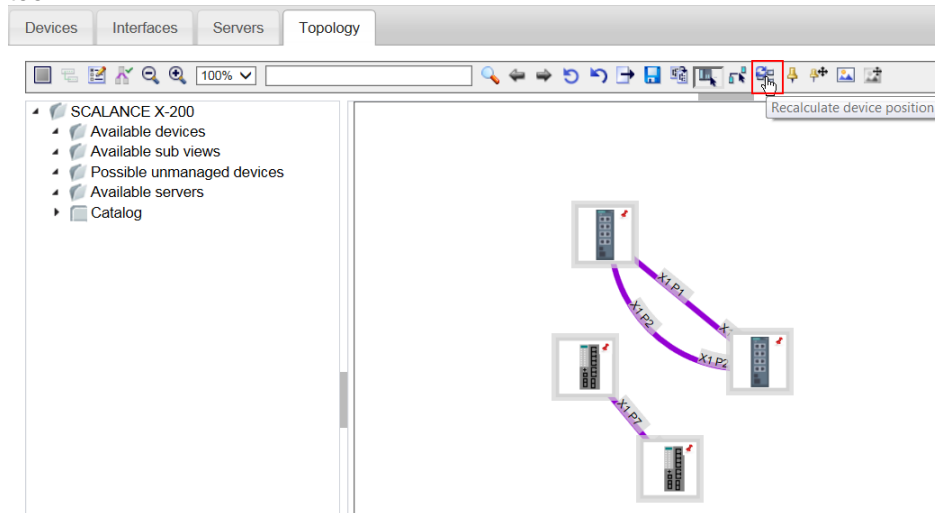 Devices
Interfaces
Servers
Topology
100%
Recalculate device position
SCALANCE X-200
Available devices
Available sub views
Possible unmanaged devices
Available servers
Catalog
X1 P1
X1 P2
X1 P2
X1 P7